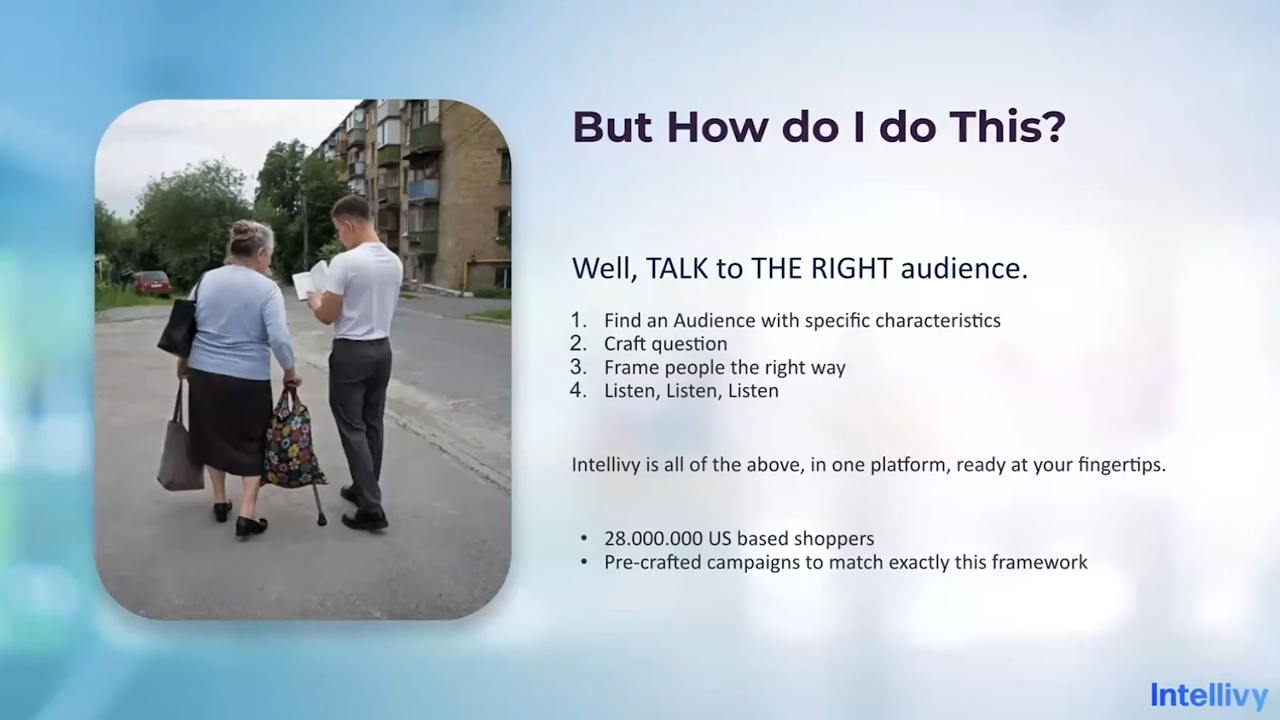 But How do I do This?
Well, TALK to THE RIGHT audience.
1. Find an Audience with specific characteristics
2. Craft question
3. Frame people the right way
4. Listen, Listen, Listen
Intellivy is all of the above, in one platform, ready at your fingertips.
• 28.000.000 US based shoppers
• Pre-crafted campaigns to match exactly this framework
Intellivy